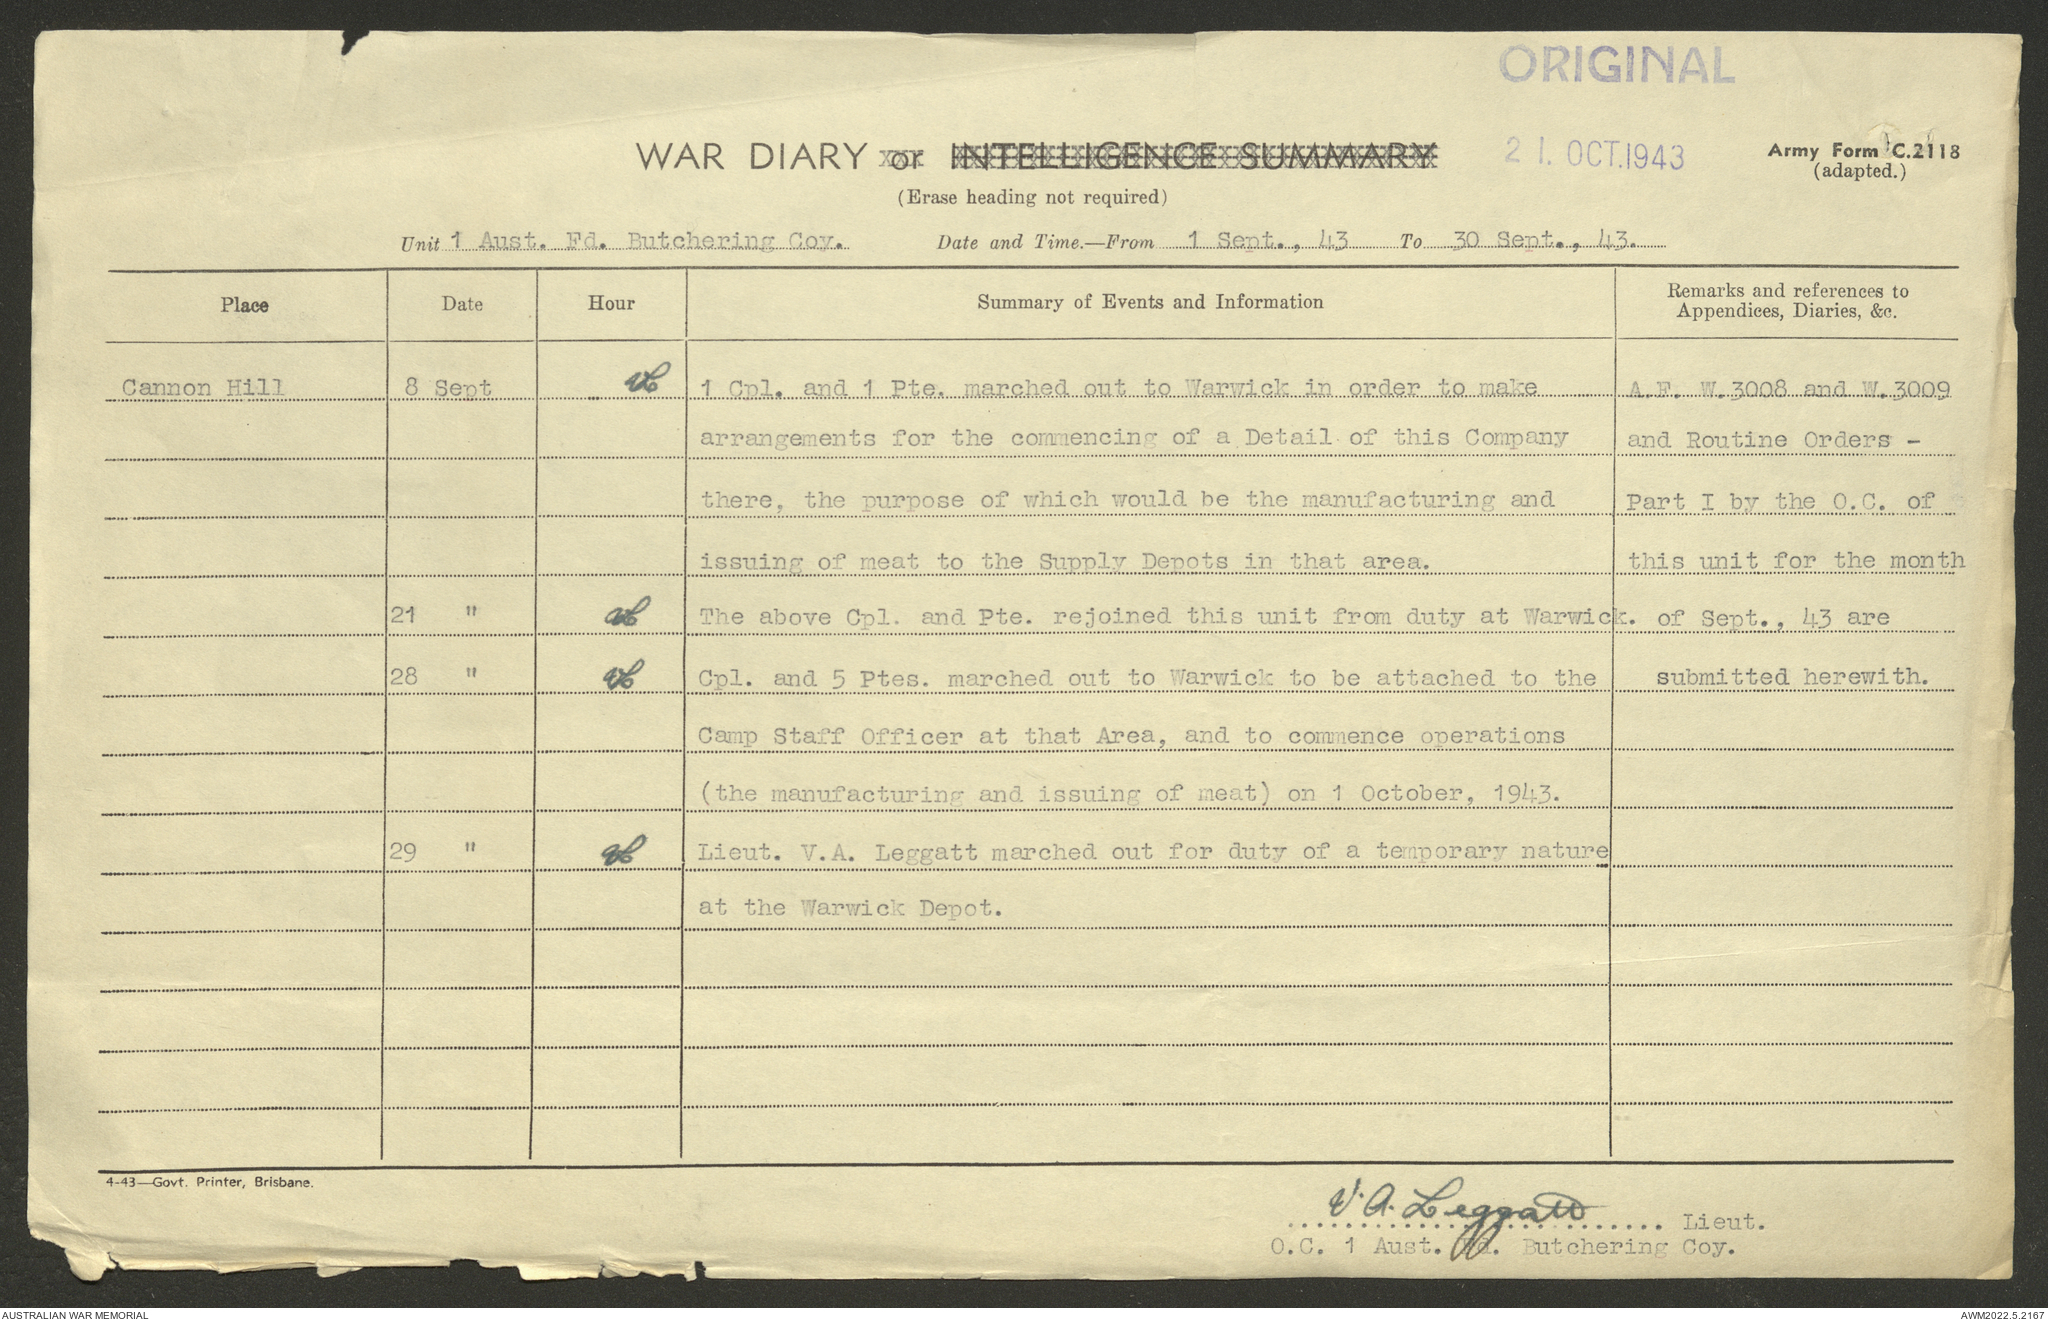 ORIGINAL
WAR DIARY or INTELLIGENCE SUMMARY
21. OCT. 1943
Army Form C.2118
(adapted.)
(Erase heading not required)
Unit 1 Aust. Fd. Butchering Coy. Date and Time.—From 1 Sept., 43 To 30 Sept., 43.
Place Date Hour Summary of Events and Information Remarks and references to
Appendices, Diaries, &c.
Cannon Hill 8 Sept 1 Cpl. and 1 Pte. marched out to Warwick in order to make A.F. W.3008 and W.3009
arrangements for the commencing of a Detail of this Company and Routine Orders -
there, the purpose of which would be the manufacturing and Part I by the O.C. of
issuing of meat to the Supply Depots in that area. this unit for the month
21 " The above Cpl. and Pte. rejoined this unit from duty at Warwick. of Sept., 43 are
28 " Cpl. and 5 Ptes. marched out to Warwick to be attached to the submitted herewith.
Camp Staff Officer at that Area, and to commence operations
(the manufacturing and issuing of meat) on 1 October, 1943.
29 " Lieut. V.A. Leggatt marched out for duty of a temporary nature
at the Warwick Depot.
4-43—Govt. Printer, Brisbane.
V.A. Leggatt
.......................... Lieut.
O.C. 1 Aust. Fd. Butchering Coy.
AUSTRALIAN WAR MEMORIAL AWM2022.5.2167